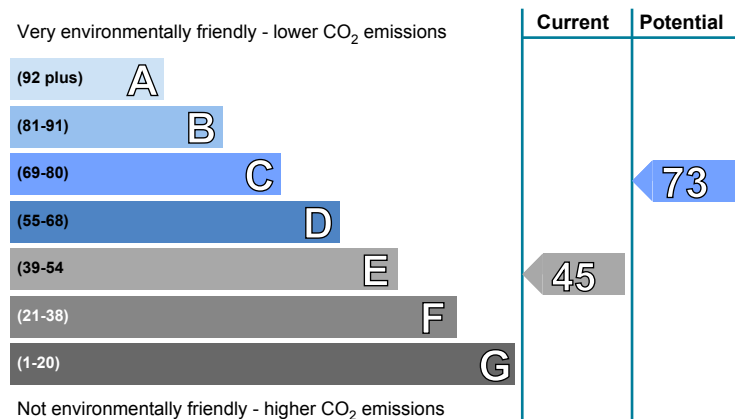 Very environmentally friendly - lower CO₂ emissions
Current
Potential
(92 plus) A
(81-91) B
(69-80) C
73
(55-68) D
(39-54 E
45
(21-38) F
(1-20) G
Not environmentally friendly - higher CO₂ emissions